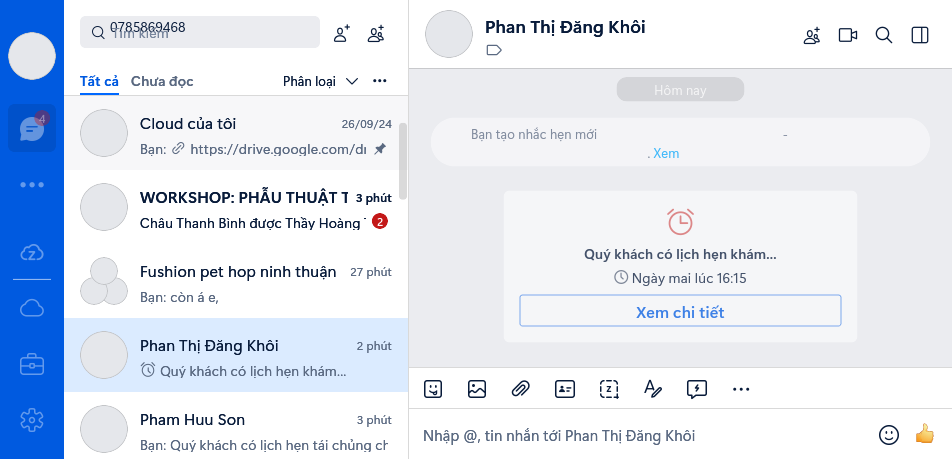 0785869468
Tìm kiếm
Tất cả Chưa đọc Phân loại
4
Cloud của tôi 26/09/24
Bạn: https://drive.google.com/dr
WORKSHOP: PHẪU THUẬT T 3 phút
Châu Thanh Bình được Thầy Hoàng 2
Fushion pet hop ninh thuận 27 phút
Bạn: còn á e,
Phan Thị Đăng Khôi 2 phút
Quý khách có lịch hẹn khám...
Pham Huu Son 3 phút
Bạn: Quý khách có lịch hẹn tái chủng ch
Phan Thị Đăng Khôi
Hôm nay
Bạn tạo nhắc hẹn mới -
. Xem
Quý khách có lịch hẹn khám...
Ngày mai lúc 16:15
Xem chi tiết
Nhập @, tin nhắn tới Phan Thị Đăng Khôi